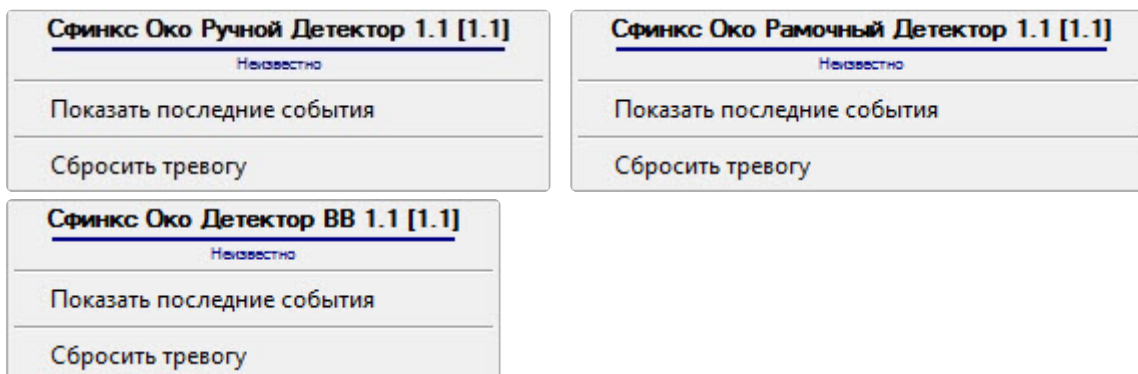 Сфинкс Око Ручной Детектор 1.1 [1.1]
Неизвестно
Показать последние события
Сбросить тревогу
Сфинкс Око Рамочный Детектор 1.1 [1.1]
Неизвестно
Показать последние события
Сбросить тревогу
Сфинкс Око Детектор ВВ 1.1 [1.1]
Неизвестно
Показать последние события
Сбросить тревогу